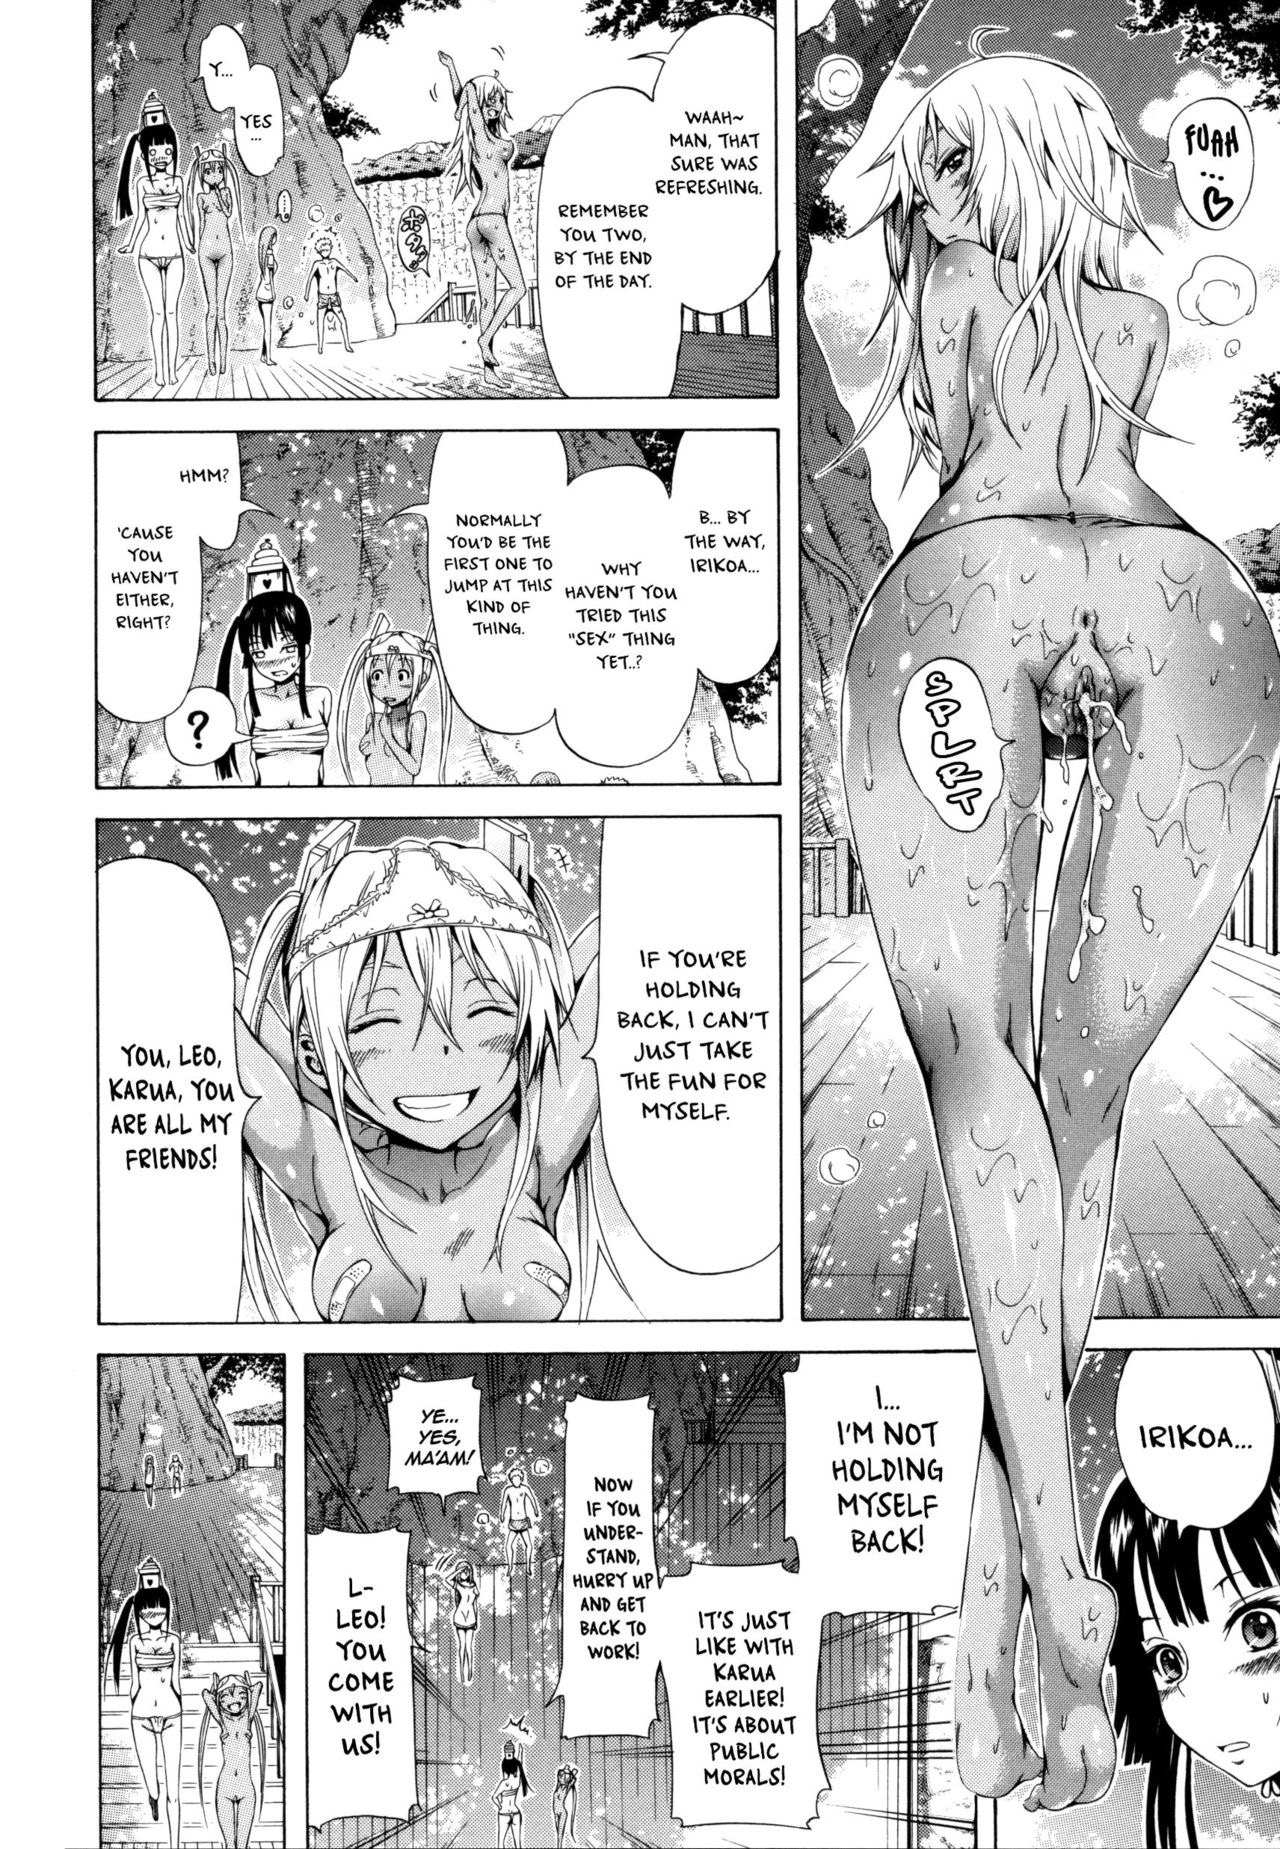 FUAH
...
♡
SPLRT
WAAH~
MAN, THAT
SURE WAS
REFRESHING.
REMEMBER
YOU TWO,
BY THE END
OF THE DAY.
Y...
YES
...
B... BY
THE WAY,
IRIKOA...
WHY
HAVEN'T YOU
TRIED THIS
"SEX" THING
YET..?
NORMALLY
YOU'D BE THE
FIRST ONE TO
JUMP AT THIS
KIND OF
THING.
HMM?
'CAUSE
YOU
HAVEN'T
EITHER,
RIGHT?
?
IF YOU'RE
HOLDING
BACK, I CAN'T
JUST TAKE
THE FUN FOR
MYSELF.
YOU, LEO,
KARUA, YOU
ARE ALL MY
FRIENDS!
IRIKOA...
I...
I'M NOT
HOLDING
MYSELF
BACK!
IT'S JUST
LIKE WITH
KARUA
EARLIER!
IT'S ABOUT
PUBLIC
MORALS!
NOW
IF YOU
UNDER-
STAND,
HURRY UP
AND GET
BACK TO
WORK!
YE...
YES,
MA'AM!
L-
LEO!
YOU
COME
WITH
US!